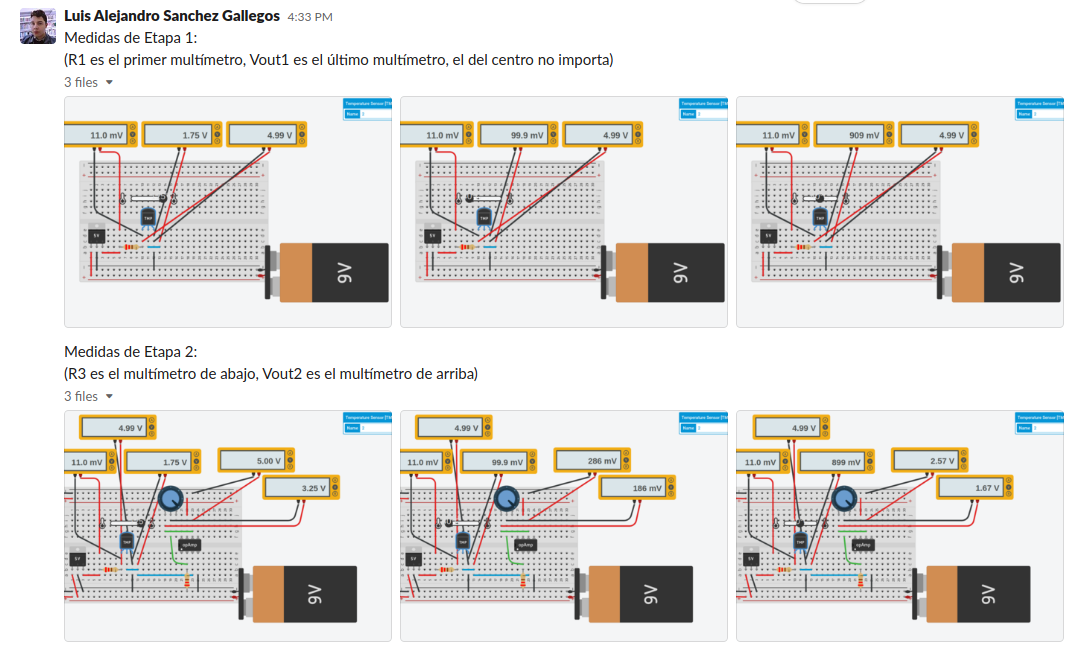 Luis Alejandro Sanchez Gallegos 4:33 PM
Medidas de Etapa 1:
(R1 es el primer multímetro, Vout1 es el último multímetro, el del centro no importa)
3 files
Temperature Sensor [TM
Name
11.0 mV 1.75 V 4.99 V
TMP
5V
9V
Temperature Sensor [TM
Name
11.0 mV 99.9 mV 4.99 V
TMP
5V
9V
Temperature Sensor [TM
Name
11.0 mV 909 mV 4.99 V
TMP
5V
9V
Medidas de Etapa 2:
(R3 es el multímetro de abajo, Vout2 es el multímetro de arriba)
3 files
Temperature Sensor [TM
Name
4.99 V
11.0 mV 1.75 V 5.00 V
3.25 V
TMP
opAmp
5V
9V
Temperature Sensor [TM
Name
4.99 V
11.0 mV 99.9 mV 286 mV
186 mV
TMP
opAmp
5V
9V
Temperature Sensor [TM
Name
4.99 V
11.0 mV 899 mV 2.57 V
1.67 V
TMP
opAmp
5V
9V